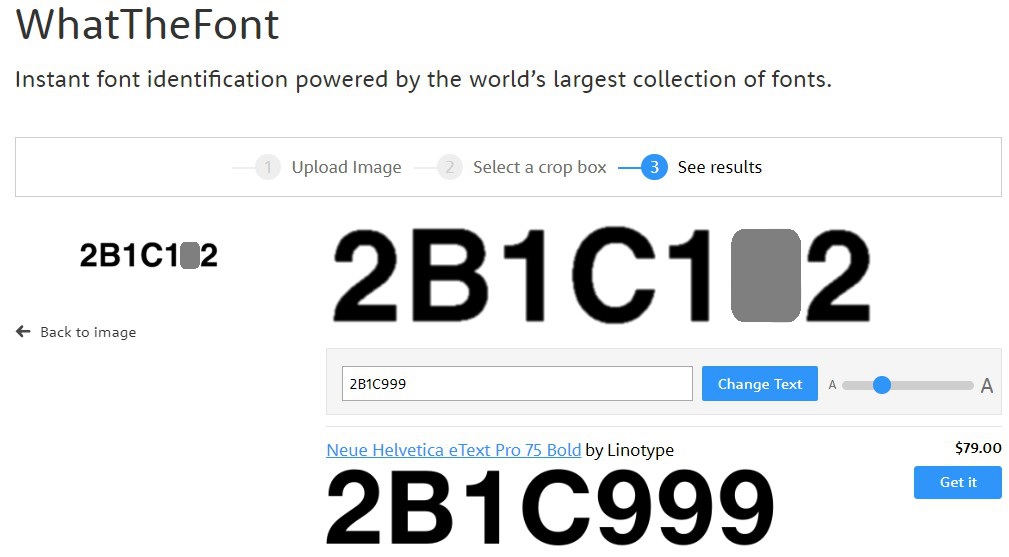 WhatTheFont
Instant font identification powered by the world’s largest collection of fonts.
1 Upload Image 2 Select a crop box 3 See results
2B1C1 2
2B1C1 2
← Back to image
2B1C999 Change Text A A
Neue Helvetica eText Pro 75 Bold by Linotype $79.00
2B1C999 Get it